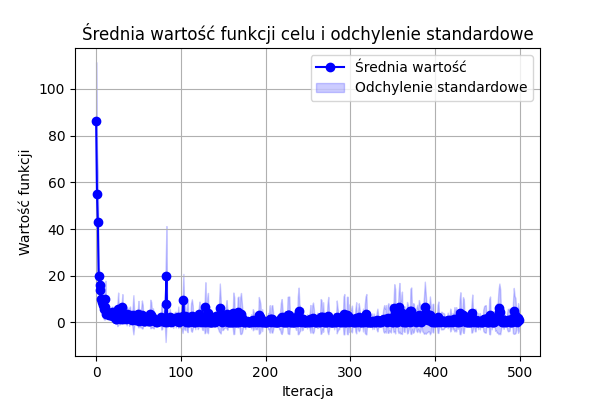 Średnia wartość funkcji celu i odchylenie standardowe
Średnia wartość
Odchylenie standardowe
Wartość funkcji
100
80
60
40
20
0
0 100 200 300 400 500
Iteracja